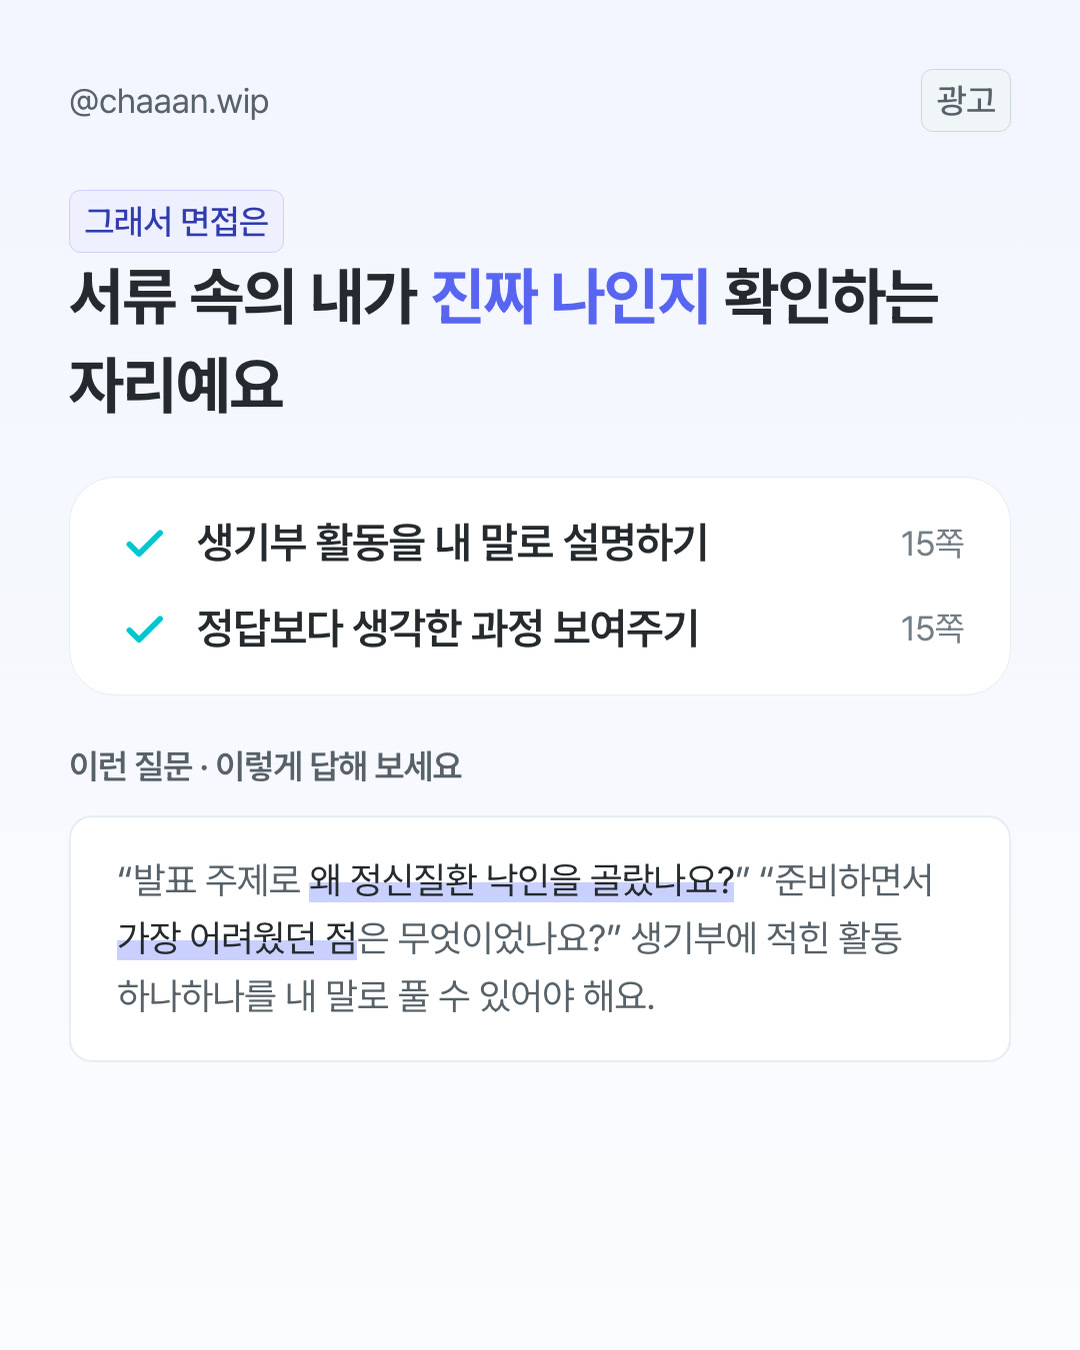 @chaaan.wip
광고
그래서 면접은
서류 속의 내가 진짜 나인지 확인하는
자리예요
생기부 활동을 내 말로 설명하기 15쪽
정답보다 생각한 과정 보여주기 15쪽
이런 질문 · 이렇게 답해 보세요
“발표 주제로 왜 정신질환 낙인을 골랐나요?” “준비하면서
가장 어려웠던 점은 무엇이었나요?” 생기부에 적힌 활동
하나하나를 내 말로 풀 수 있어야 해요.